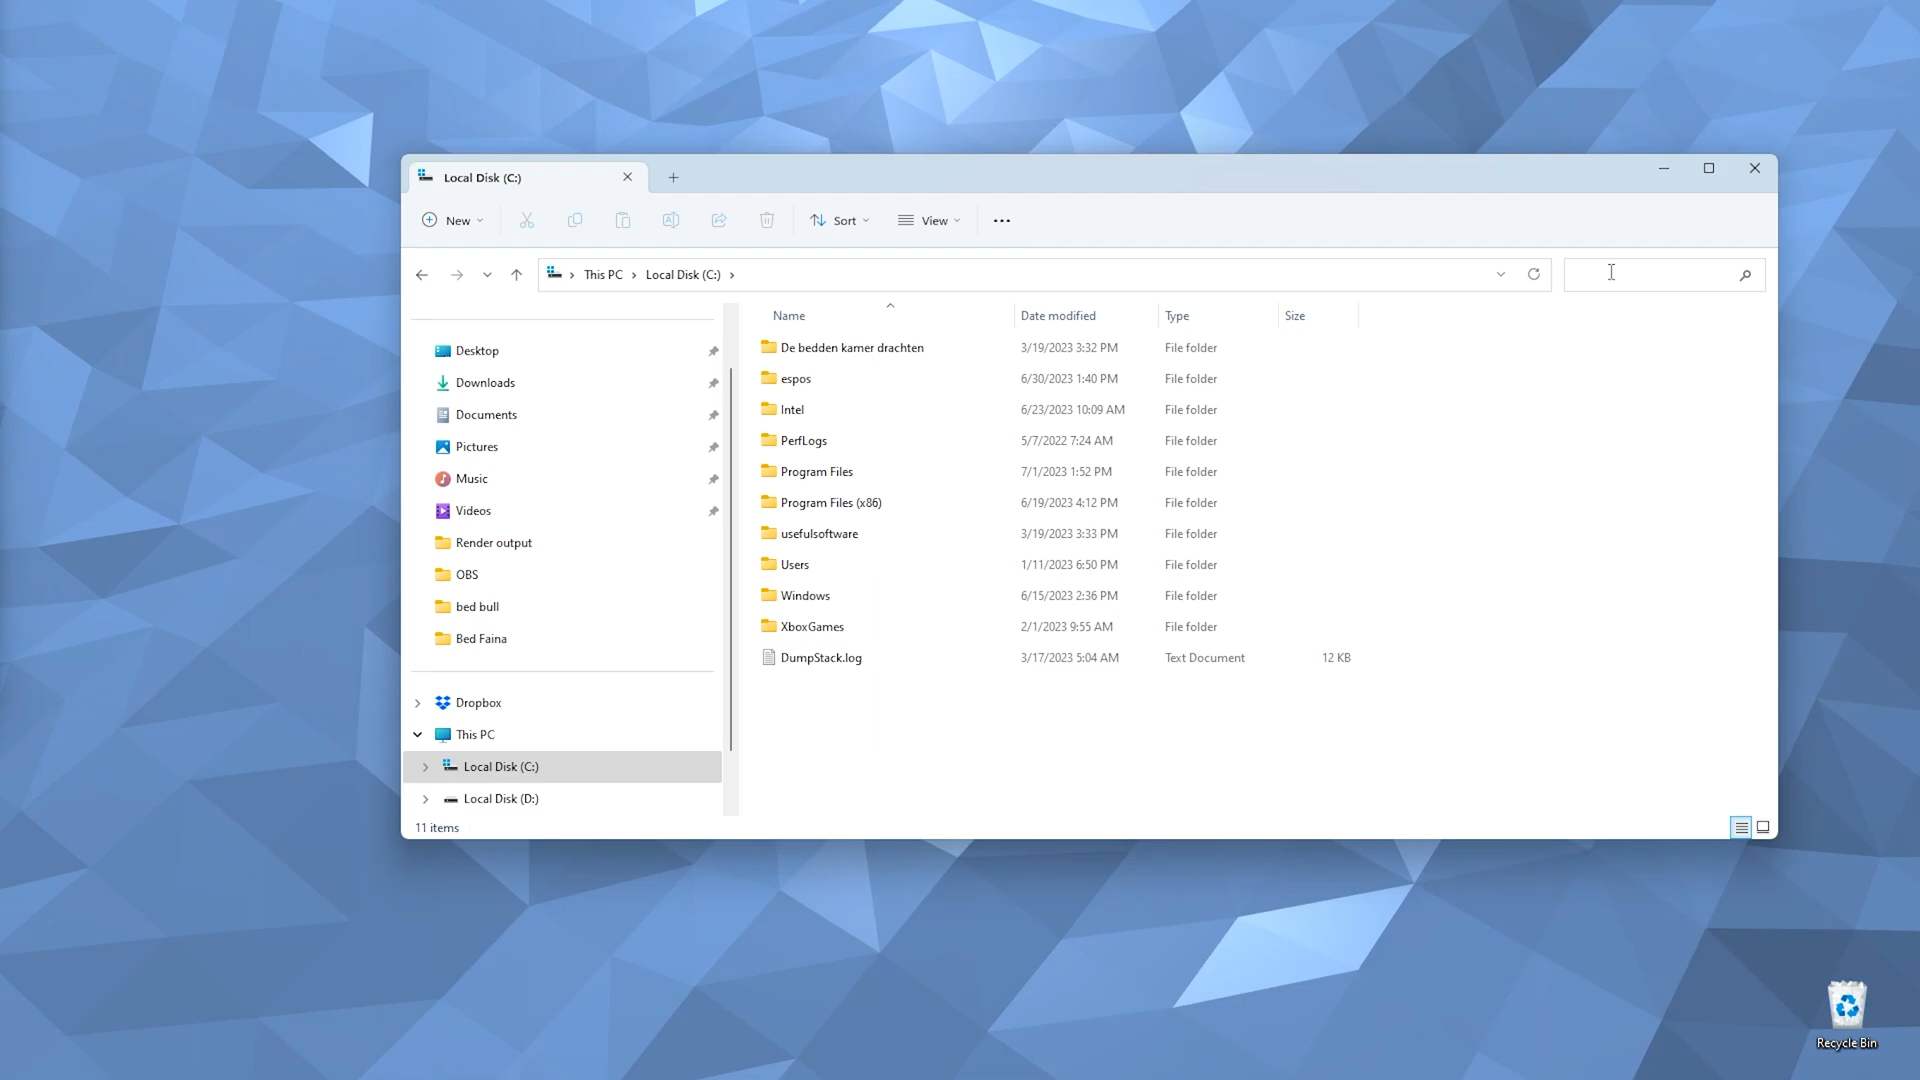 Local Disk (C:)
New
Sort
View
This PC
Local Disk (C:)
Name
Date modified
Type
Size
Desktop
Downloads
Documents
Pictures
Music
Videos
Render output
OBS
bed bull
Bed Faina
Dropbox
This PC
Local Disk (C:)
Local Disk (D:)
De bedden kamer drachten 3/19/2023 3:32 PM File folder
espos 6/30/2023 1:40 PM File folder
Intel 6/23/2023 10:09 AM File folder
PerfLogs 5/7/2022 7:24 AM File folder
Program Files 7/1/2023 1:52 PM File folder
Program Files (x86) 6/19/2023 4:12 PM File folder
usefulsoftware 3/19/2023 3:33 PM File folder
Users 1/11/2023 6:50 PM File folder
Windows 6/15/2023 2:36 PM File folder
XboxGames 2/1/2023 9:55 AM File folder
DumpStack.log 3/17/2023 5:04 AM Text Document 12 KB
11 items
Recycle Bin